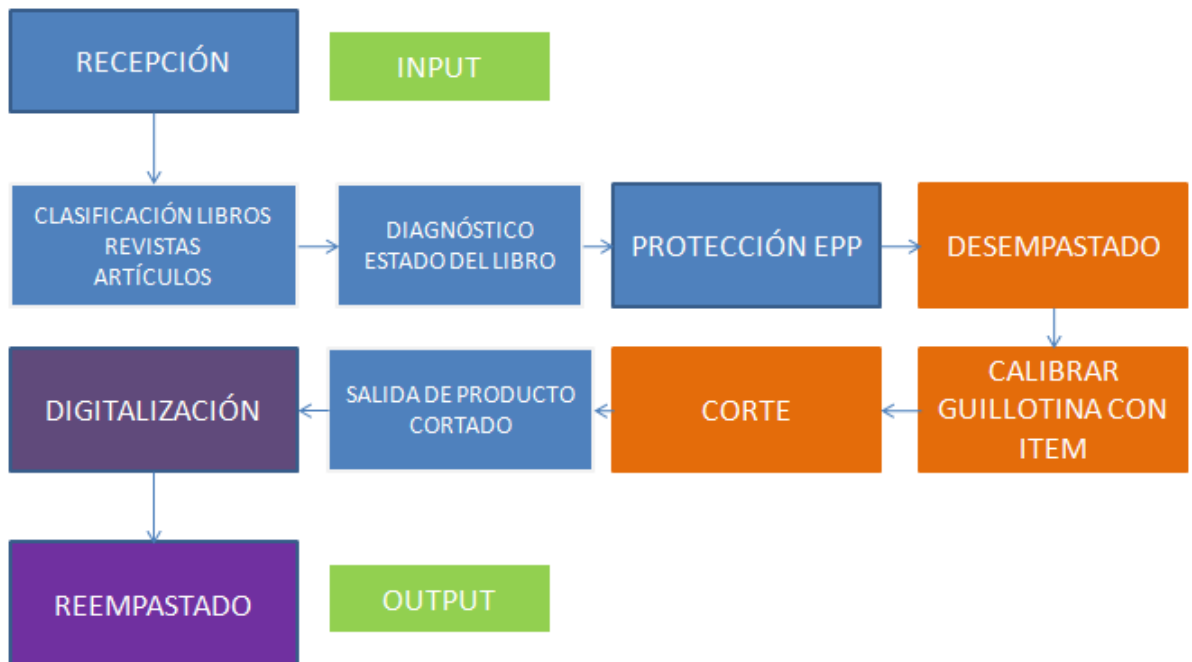 RECEPCIÓN
INPUT
CLASIFICACIÓN LIBROS
REVISTAS
ARTÍCULOS
DIAGNÓSTICO
ESTADO DEL LIBRO
PROTECCIÓN EPP
DESEMPASTADO
DIGITALIZACIÓN
SALIDA DE PRODUCTO
CORTADO
CORTE
CALIBRAR
GUILLOTINA CON
ITEM
REEMPASTADO
OUTPUT